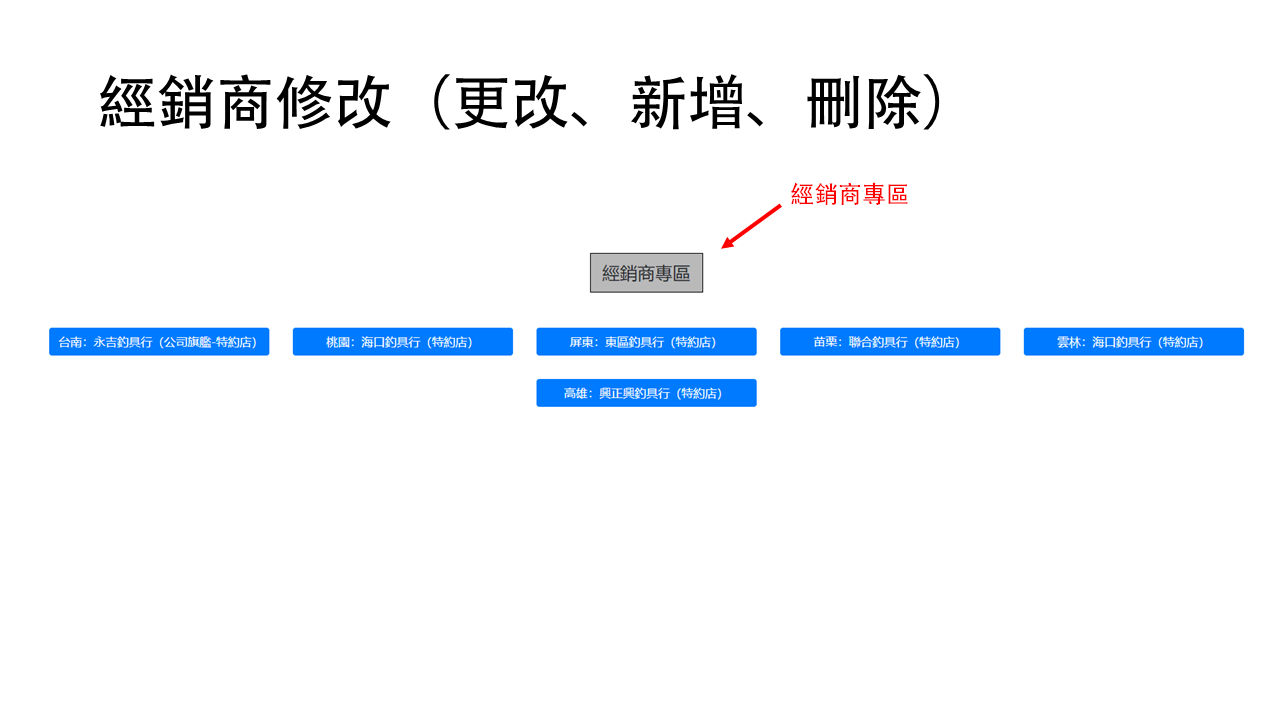 經銷商修改（更改、新增、刪除）
經銷商專區
經銷商專區
台南：永吉釣具行（公司旗艦-特約店）
桃園：海口釣具行（特約店）
屏東：東區釣具行（特約店）
苗栗：聯合釣具行（特約店）
雲林：海口釣具行（特約店）
高雄：興正興釣具行（特約店）